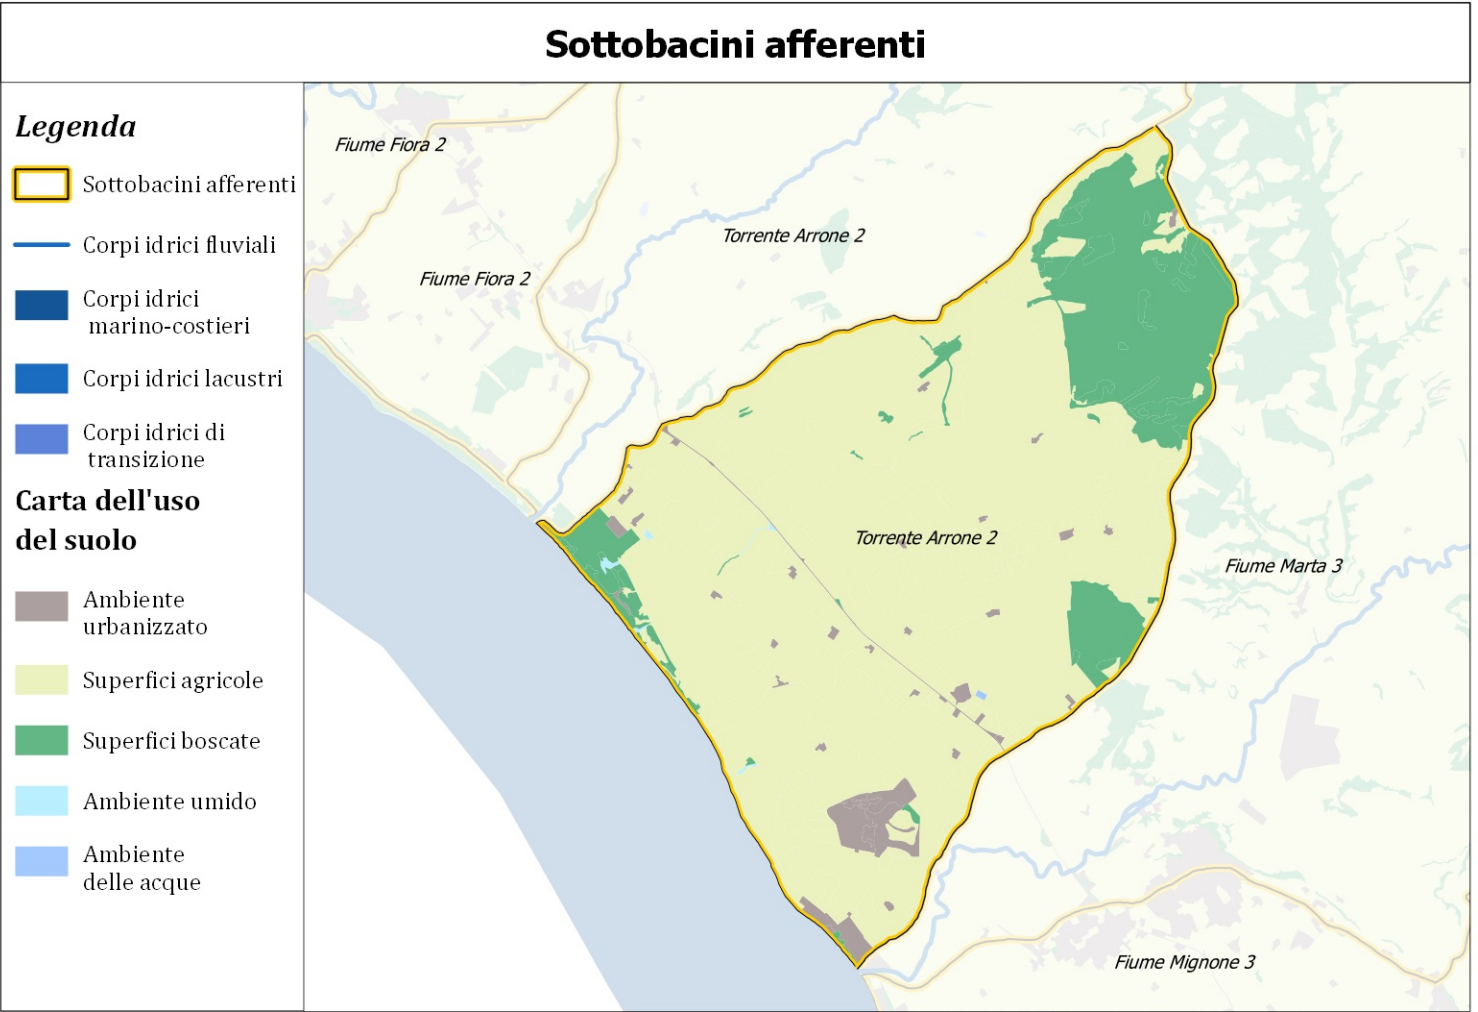 Sottobacini afferenti
Legenda
Sottobacini afferenti
Corpi idrici fluviali
Corpi idrici
marino-costieri
Corpi idrici lacustri
Corpi idrici di
transizione
Carta dell'uso
del suolo
Ambiente
urbanizzato
Superfici agricole
Superfici boscate
Ambiente umido
Ambiente
delle acque
Fiume Fiora 2
Torrente Arrone 2
Fiume Fiora 2
Torrente Arrone 2
Fiume Marta 3
Fiume Mignone 3